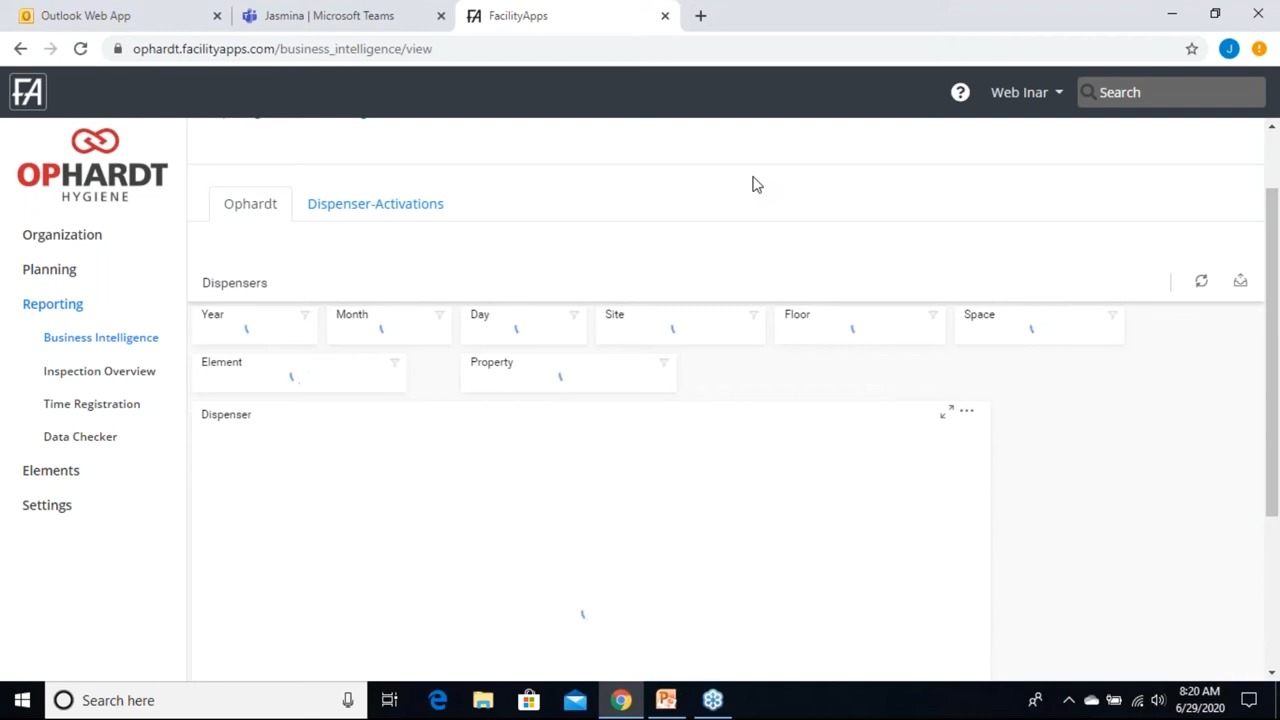 Outlook Web App
Jasmina | Microsoft Teams
FacilityApps
ophardt.facilityapps.com/business_intelligence/view
J
FA
Web Inar
Search
OPHARDT
HYGIENE
Organization
Planning
Reporting
Business Intelligence
Inspection Overview
Time Registration
Data Checker
Elements
Settings
Ophardt
Dispenser-Activations
Dispensers
Year
Month
Day
Site
Floor
Space
Element
Property
Dispenser
Search here
8:20 AM
6/29/2020